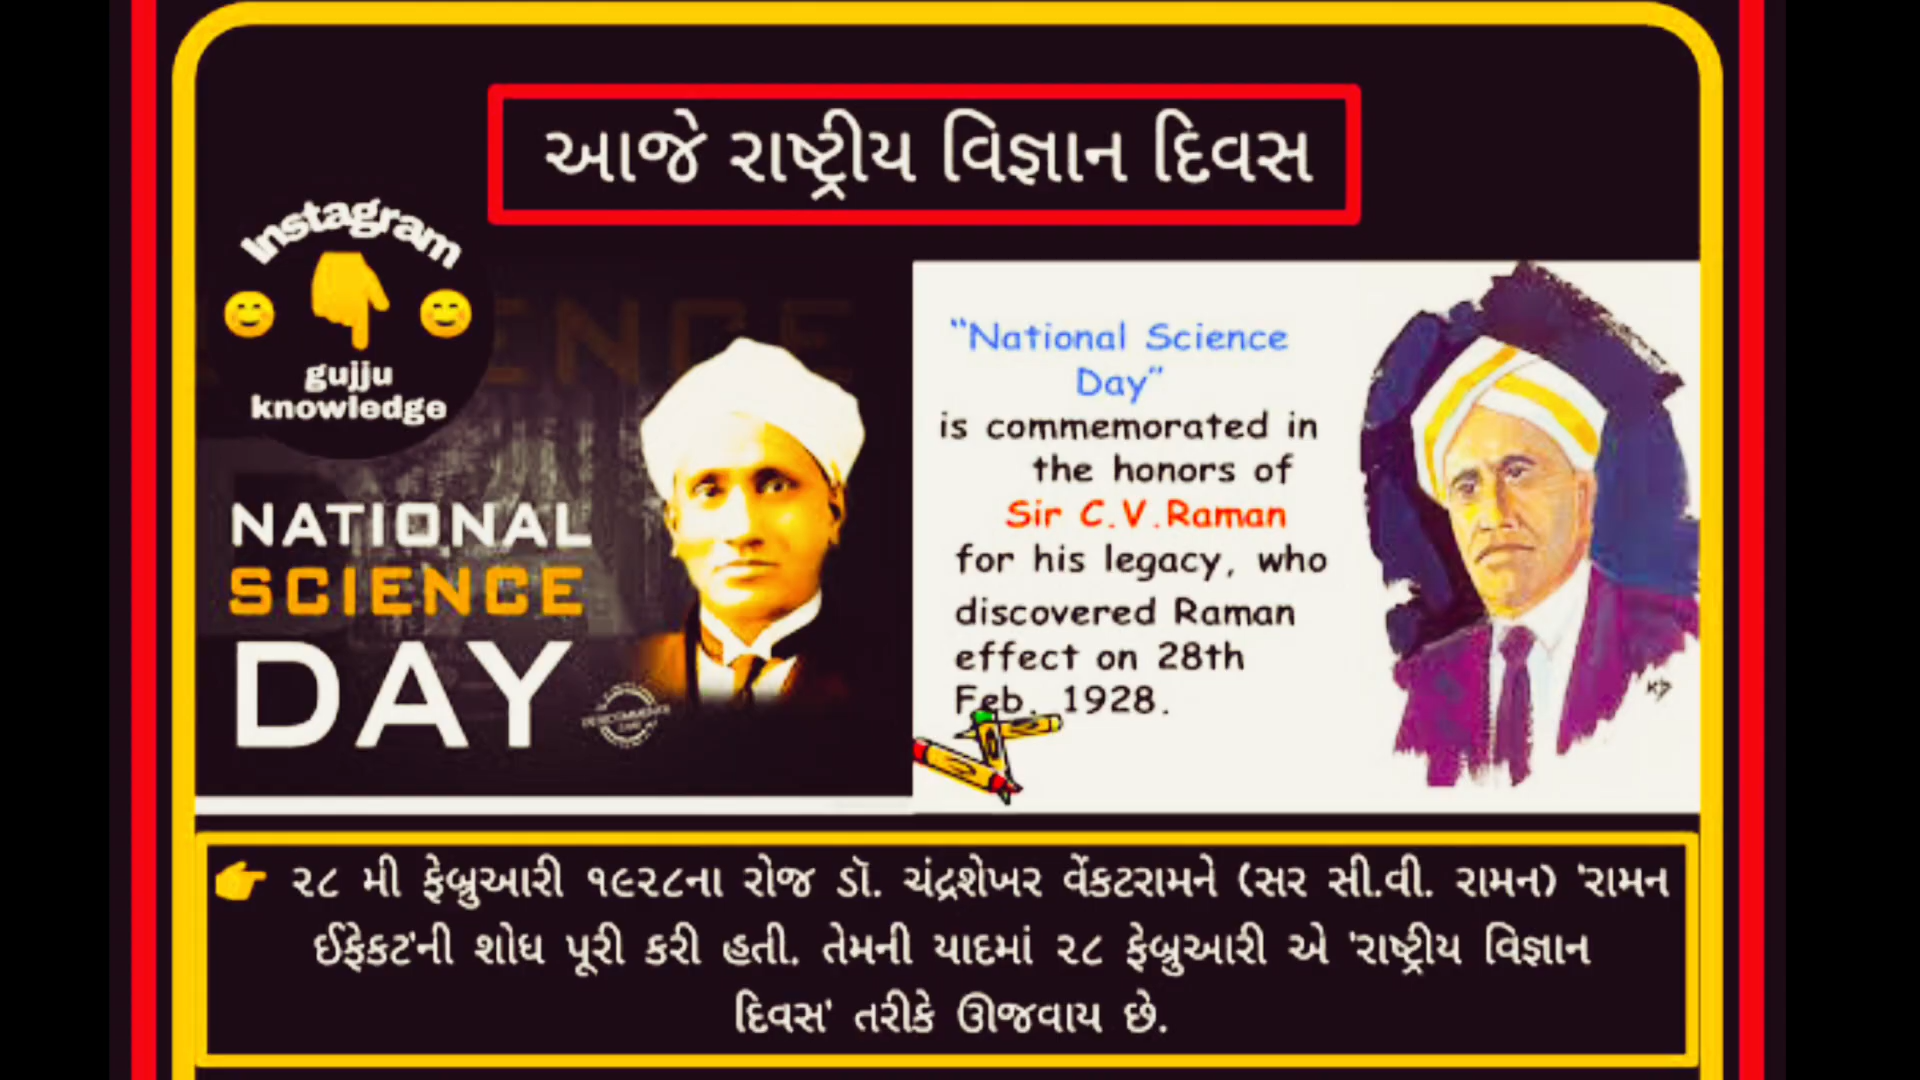 આજે રાષ્ટ્રીય વિજ્ઞાન દિવસ
Instagram
gujju
knowledge
NATIONAL
SCIENCE
DAY
“National Science
Day”
is commemorated in
the honors of
Sir C.V.Raman
for his legacy, who
discovered Raman
effect on 28th
Feb. 1928.
KD
👉 ૨૮ મી ફેબ્રુઆરી ૧૯૨૮ના રોજ ડૉ. ચંદ્રશેખર વેંકટરામને (સર સી.વી. રામન) 'રામન
ઈફેકટ'ની શોધ પૂરી કરી હતી. તેમની યાદમાં ૨૮ ફેબ્રુઆરી એ 'રાષ્ટ્રીય વિજ્ઞાન
દિવસ' તરીકે ઊજવાય છે.